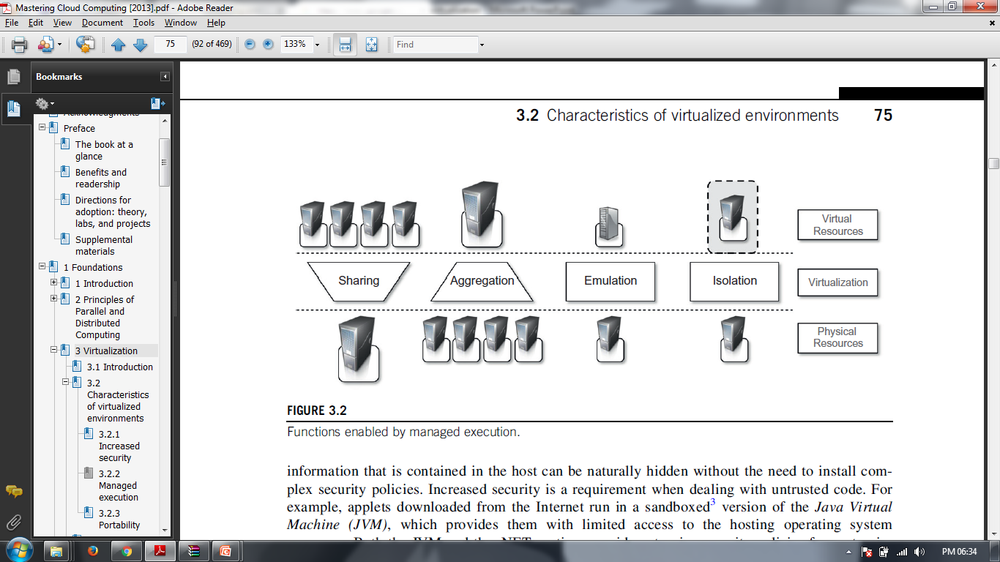 Mastering Cloud Computing [2013].pdf - Adobe Reader
File Edit View Document Tools Window Help
75 (92 of 469) 133% Find
Bookmarks
Acknowledgments
Preface
The book at a
glance
Benefits and
readership
Directions for
adoption: theory,
labs, and projects
Supplemental
materials
1 Foundations
1 Introduction
2 Principles of
Parallel and
Distributed
Computing
3 Virtualization
3.1 Introduction
3.2
Characteristics
of virtualized
environments
3.2.1
Increased
security
3.2.2
Managed
execution
3.2.3
Portability
3.2 Characteristics of virtualized environments 75
Virtual
Resources
Sharing Aggregation Emulation Isolation Virtualization
Physical
Resources
FIGURE 3.2
Functions enabled by managed execution.
information that is contained in the host can be naturally hidden without the need to install com-
plex security policies. Increased security is a requirement when dealing with untrusted code. For
example, applets downloaded from the Internet run in a sandboxed3 version of the Java Virtual
Machine (JVM), which provides them with limited access to the hosting operating system
PM 06:34